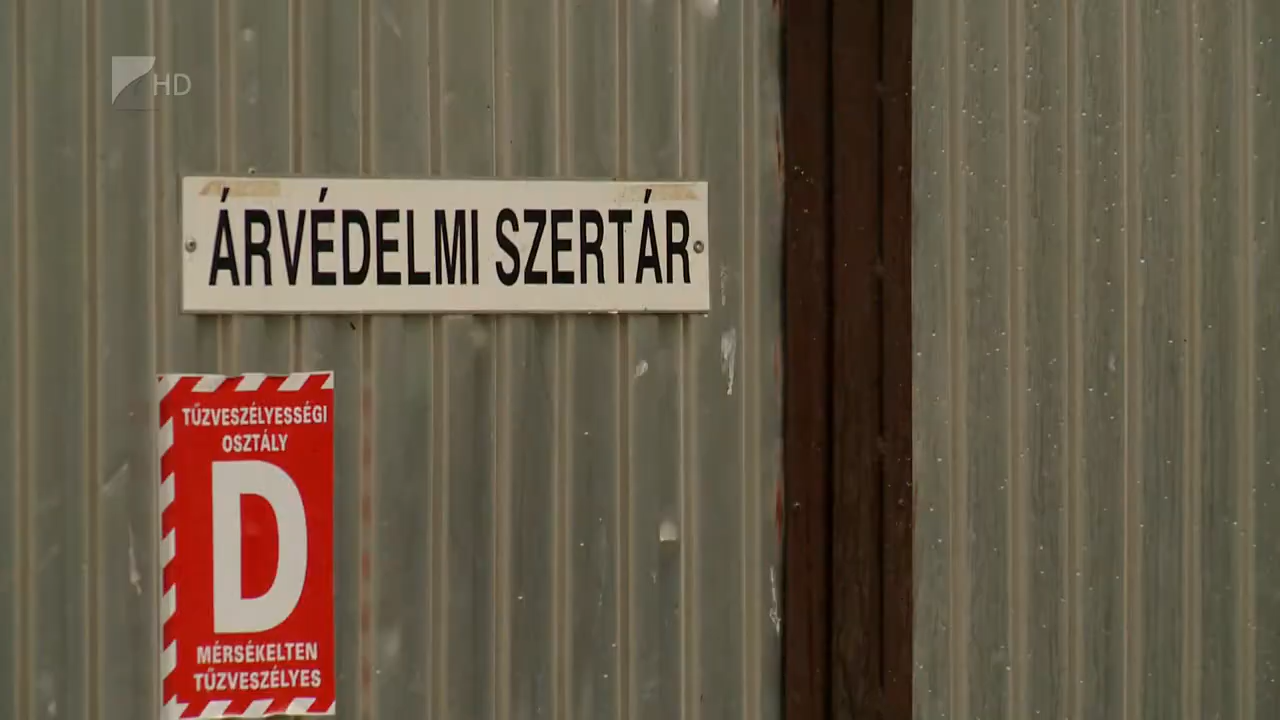 HD
ÁRVÉDELMI SZERTÁR
TŰZVESZÉLYESSÉGI
OSZTÁLY
D
MÉRSÉKELTEN
TŰZVESZÉLYES